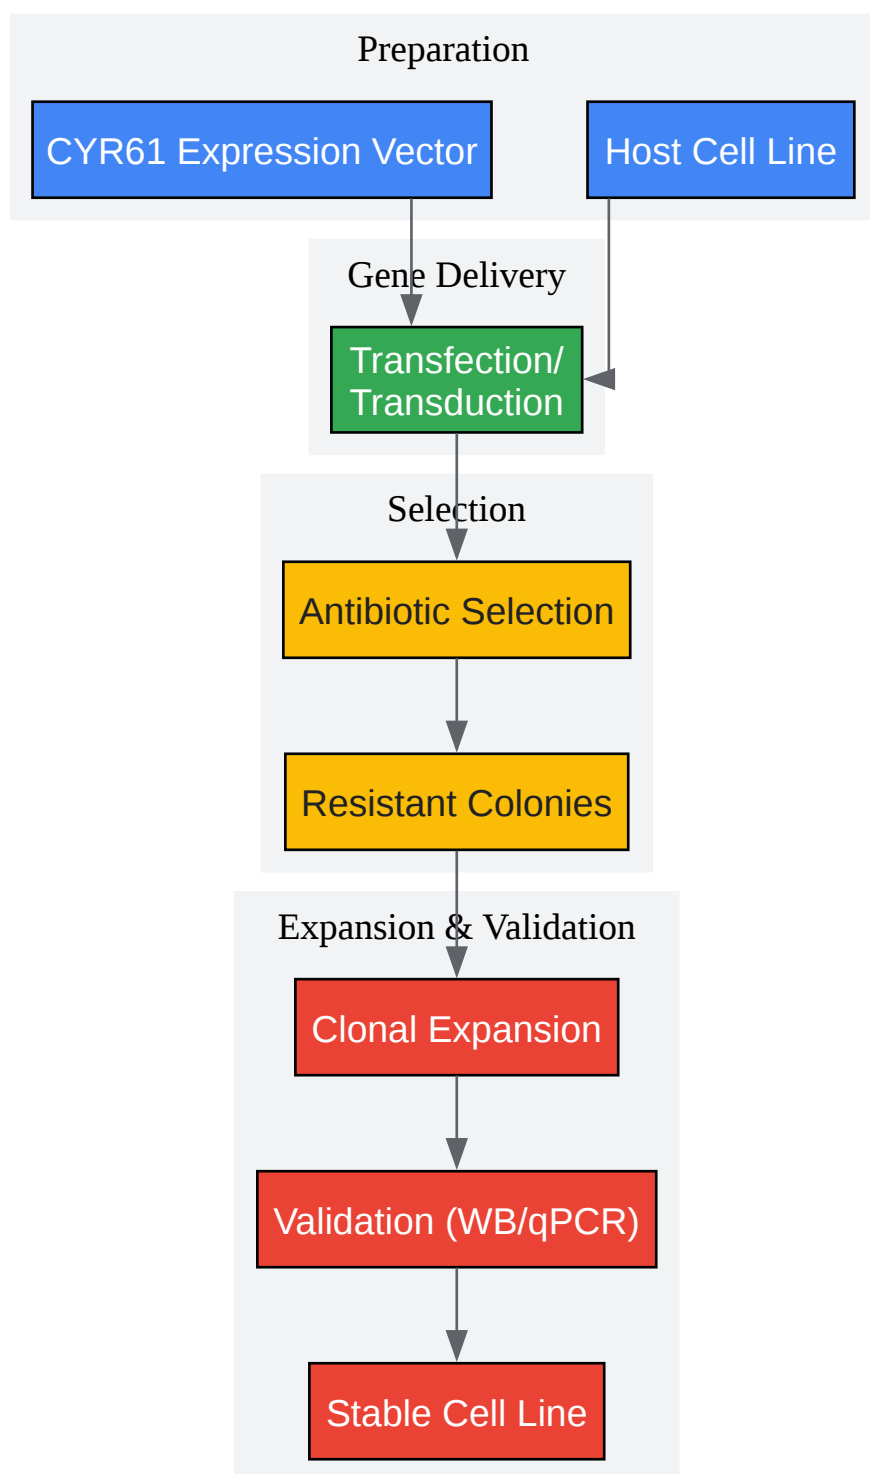 Preparation
CYR61 Expression Vector
Host Cell Line
Gene Delivery
Transfection/
Transduction
Selection
Antibiotic Selection
Resistant Colonies
Expansion & Validation
Clonal Expansion
Validation (WB/qPCR)
Stable Cell Line